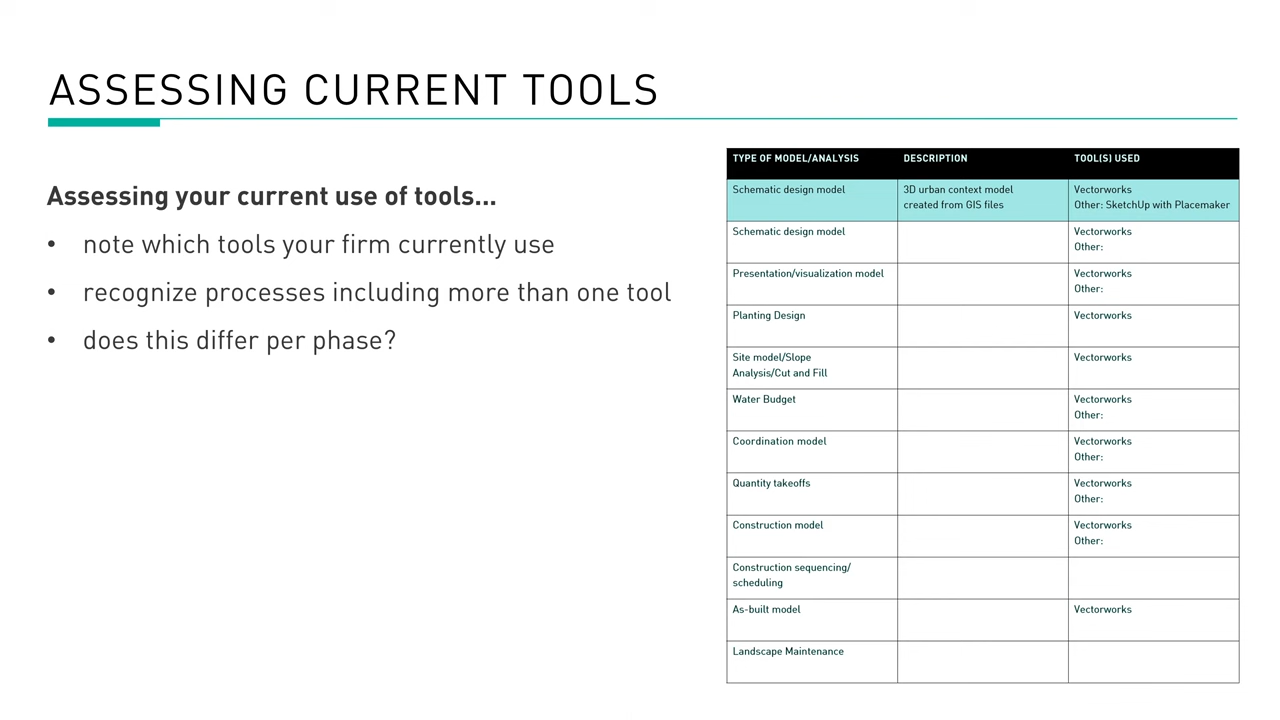 ASSESSING CURRENT TOOLS
Assessing your current use of tools...
• note which tools your firm currently use
• recognize processes including more than one tool
• does this differ per phase?
TYPE OF MODEL/ANALYSIS DESCRIPTION TOOL(S) USED
Schematic design model 3D urban context model Vectorworks
created from GIS files Other: SketchUp with Placemaker
Schematic design model Vectorworks
Other:
Presentation/visualization model Vectorworks
Other:
Planting Design Vectorworks
Site model/Slope Vectorworks
Analysis/Cut and Fill
Water Budget Vectorworks
Other:
Coordination model Vectorworks
Other:
Quantity takeoffs Vectorworks
Other:
Construction model Vectorworks
Other:
Construction sequencing/
scheduling
As-built model Vectorworks
Landscape Maintenance